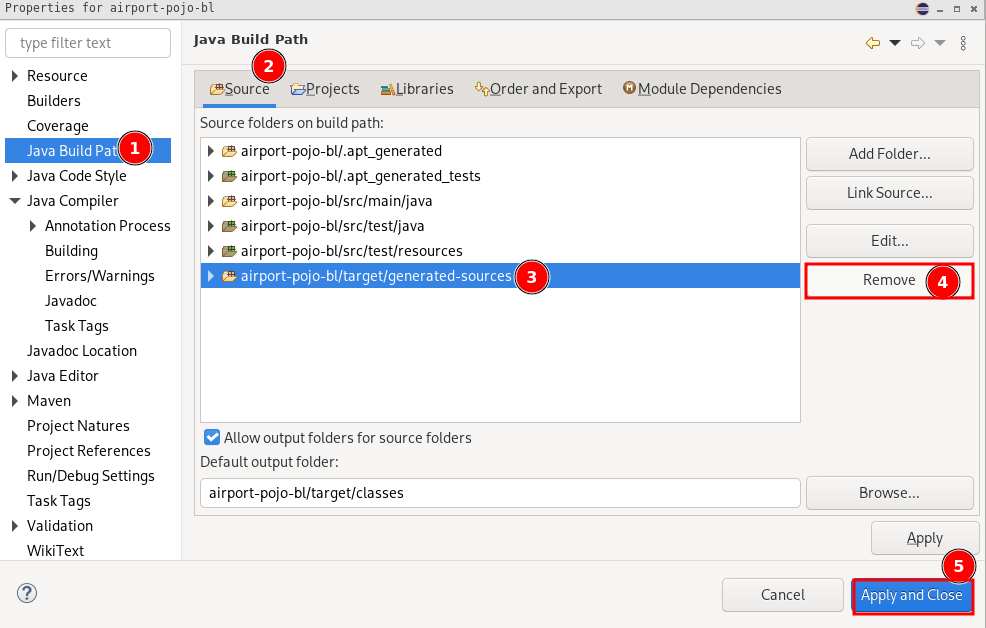 Properties for airport-pojo-bl
type filter text
Resource
Builders
Coverage
Java Build Pat
1
Java Code Style
Java Compiler
Annotation Process
Building
Errors/Warnings
Javadoc
Task Tags
Javadoc Location
Java Editor
Maven
Project Natures
Project References
Run/Debug Settings
Task Tags
Validation
WikiText
Java Build Path
2
Source Projects Libraries Order and Export Module Dependencies
Source folders on build path:
airport-pojo-bl/.apt_generated
airport-pojo-bl/.apt_generated_tests
airport-pojo-bl/src/main/java
airport-pojo-bl/src/test/java
airport-pojo-bl/src/test/resources
airport-pojo-bl/target/generated-sources 3
Add Folder...
Link Source...
Edit...
Remove 4
Allow output folders for source folders
Default output folder:
airport-pojo-bl/target/classes
Browse...
Apply
5
?
Cancel
Apply and Close